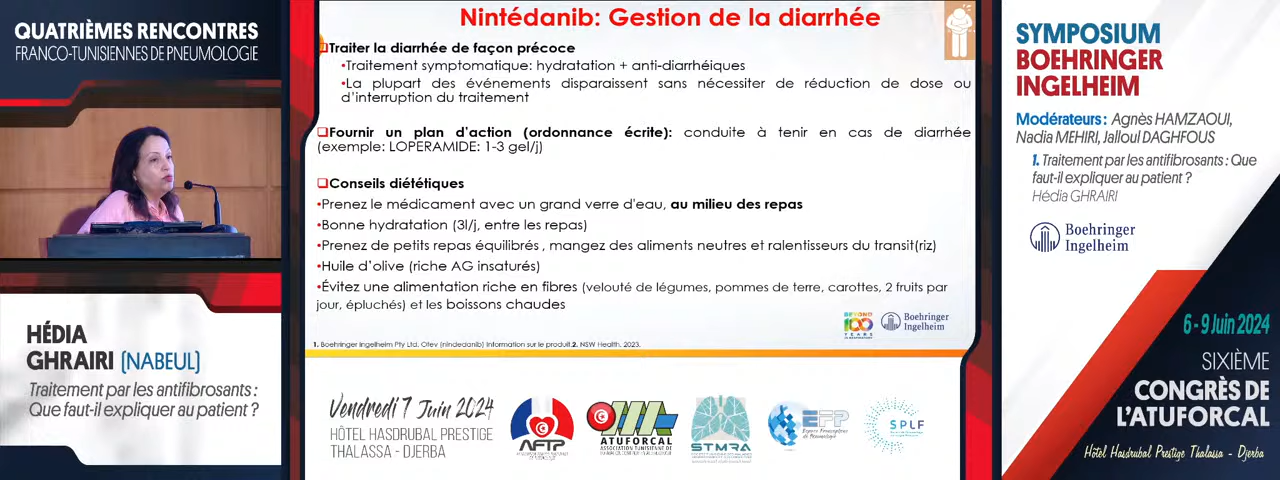 QUATRIÈMES RENCONTRES
FRANCO-TUNISIENNES DE PNEUMOLOGIE
HÉDIA
GHRAIRI (NABEUL)
Traitement par les antifibrosants :
Que faut-il expliquer au patient ?
Nintédanib: Gestion de la diarrhée
❑Traiter la diarrhée de façon précoce
•Traitement symptomatique: hydratation + anti-diarrhéiques
•La plupart des événements disparaissent sans nécessiter de réduction de dose ou
d’interruption du traitement
❑Fournir un plan d’action (ordonnance écrite): conduite à tenir en cas de diarrhée
(exemple: LOPERAMIDE: 1-3 gel/j)
❑Conseils diététiques
•Prenez le médicament avec un grand verre d'eau, au milieu des repas
•Bonne hydratation (3l/j, entre les repas)
•Prenez de petits repas équilibrés , mangez des aliments neutres et ralentisseurs du transit(riz)
•Huile d’olive (riche AG insaturés)
•Évitez une alimentation riche en fibres (velouté de légumes, pommes de terre, carottes, 2 fruits par
jour, épluchés) et les boissons chaudes
BEYOND
100
YEARS
Boehringer
Ingelheim
1. Boehringer Ingelheim Pty Ltd. Ofev (nindedanib) Information sur le produit.2. NSW Health. 2023.
Vendredi 7 Juin 2024
HÔTEL HASDRUBAL PRESTIGE
THALASSA - DJERBA
AFTP
ATUFORCAL
STMRA
EFP
Espace Francophone
de Pneumologie
SPLF
SYMPOSIUM
BOEHRINGER
INGELHEIM
Modérateurs : Agnès HAMZAOUI,
Nadia MEHIRI, Jalloul DAGHFOUS
1. Traitement par les antifibrosants : Que
faut-il expliquer au patient ?
Hédia GHRAIRI
Boehringer
Ingelheim
6 - 9 Juin 2024
SIXIÈME
CONGRÈS DE
L’ATUFORCAL
Hôtel Hasdrubal Prestige Thalassa - Djerba